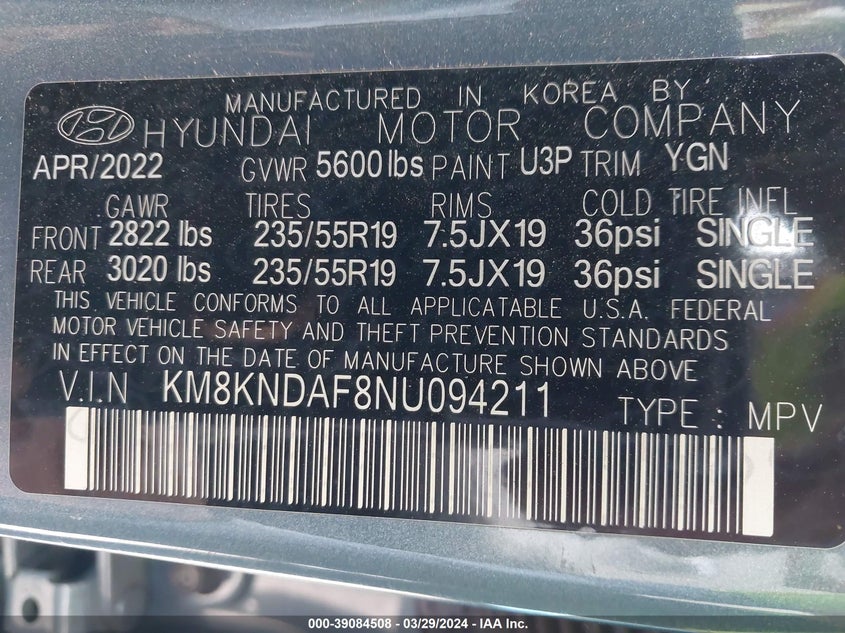 MANUFACTURED IN KOREA BY
HYUNDAI MOTOR COMPANY
APR/2022 GVWR 5600 lbs PAINT U3P TRIM YGN
GAWR TIRES RIMS COLD TIRE INFL
FRONT 2822 lbs 235/55R19 7.5JX19 36psi SINGLE
REAR 3020 lbs 235/55R19 7.5JX19 36psi SINGLE
THIS VEHICLE CONFORMS TO ALL APPLICATABLE U.S.A. FEDERAL
MOTOR VEHICLE SAFETY AND THEFT PREVENTION STANDARDS
IN EFFECT ON THE DATE OF MANUFACTURE SHOWN ABOVE
V.I.N KM8KNDAF8NU094211 TYPE : MPV
000-39084508 - 03/29/2024 - IAA Inc.